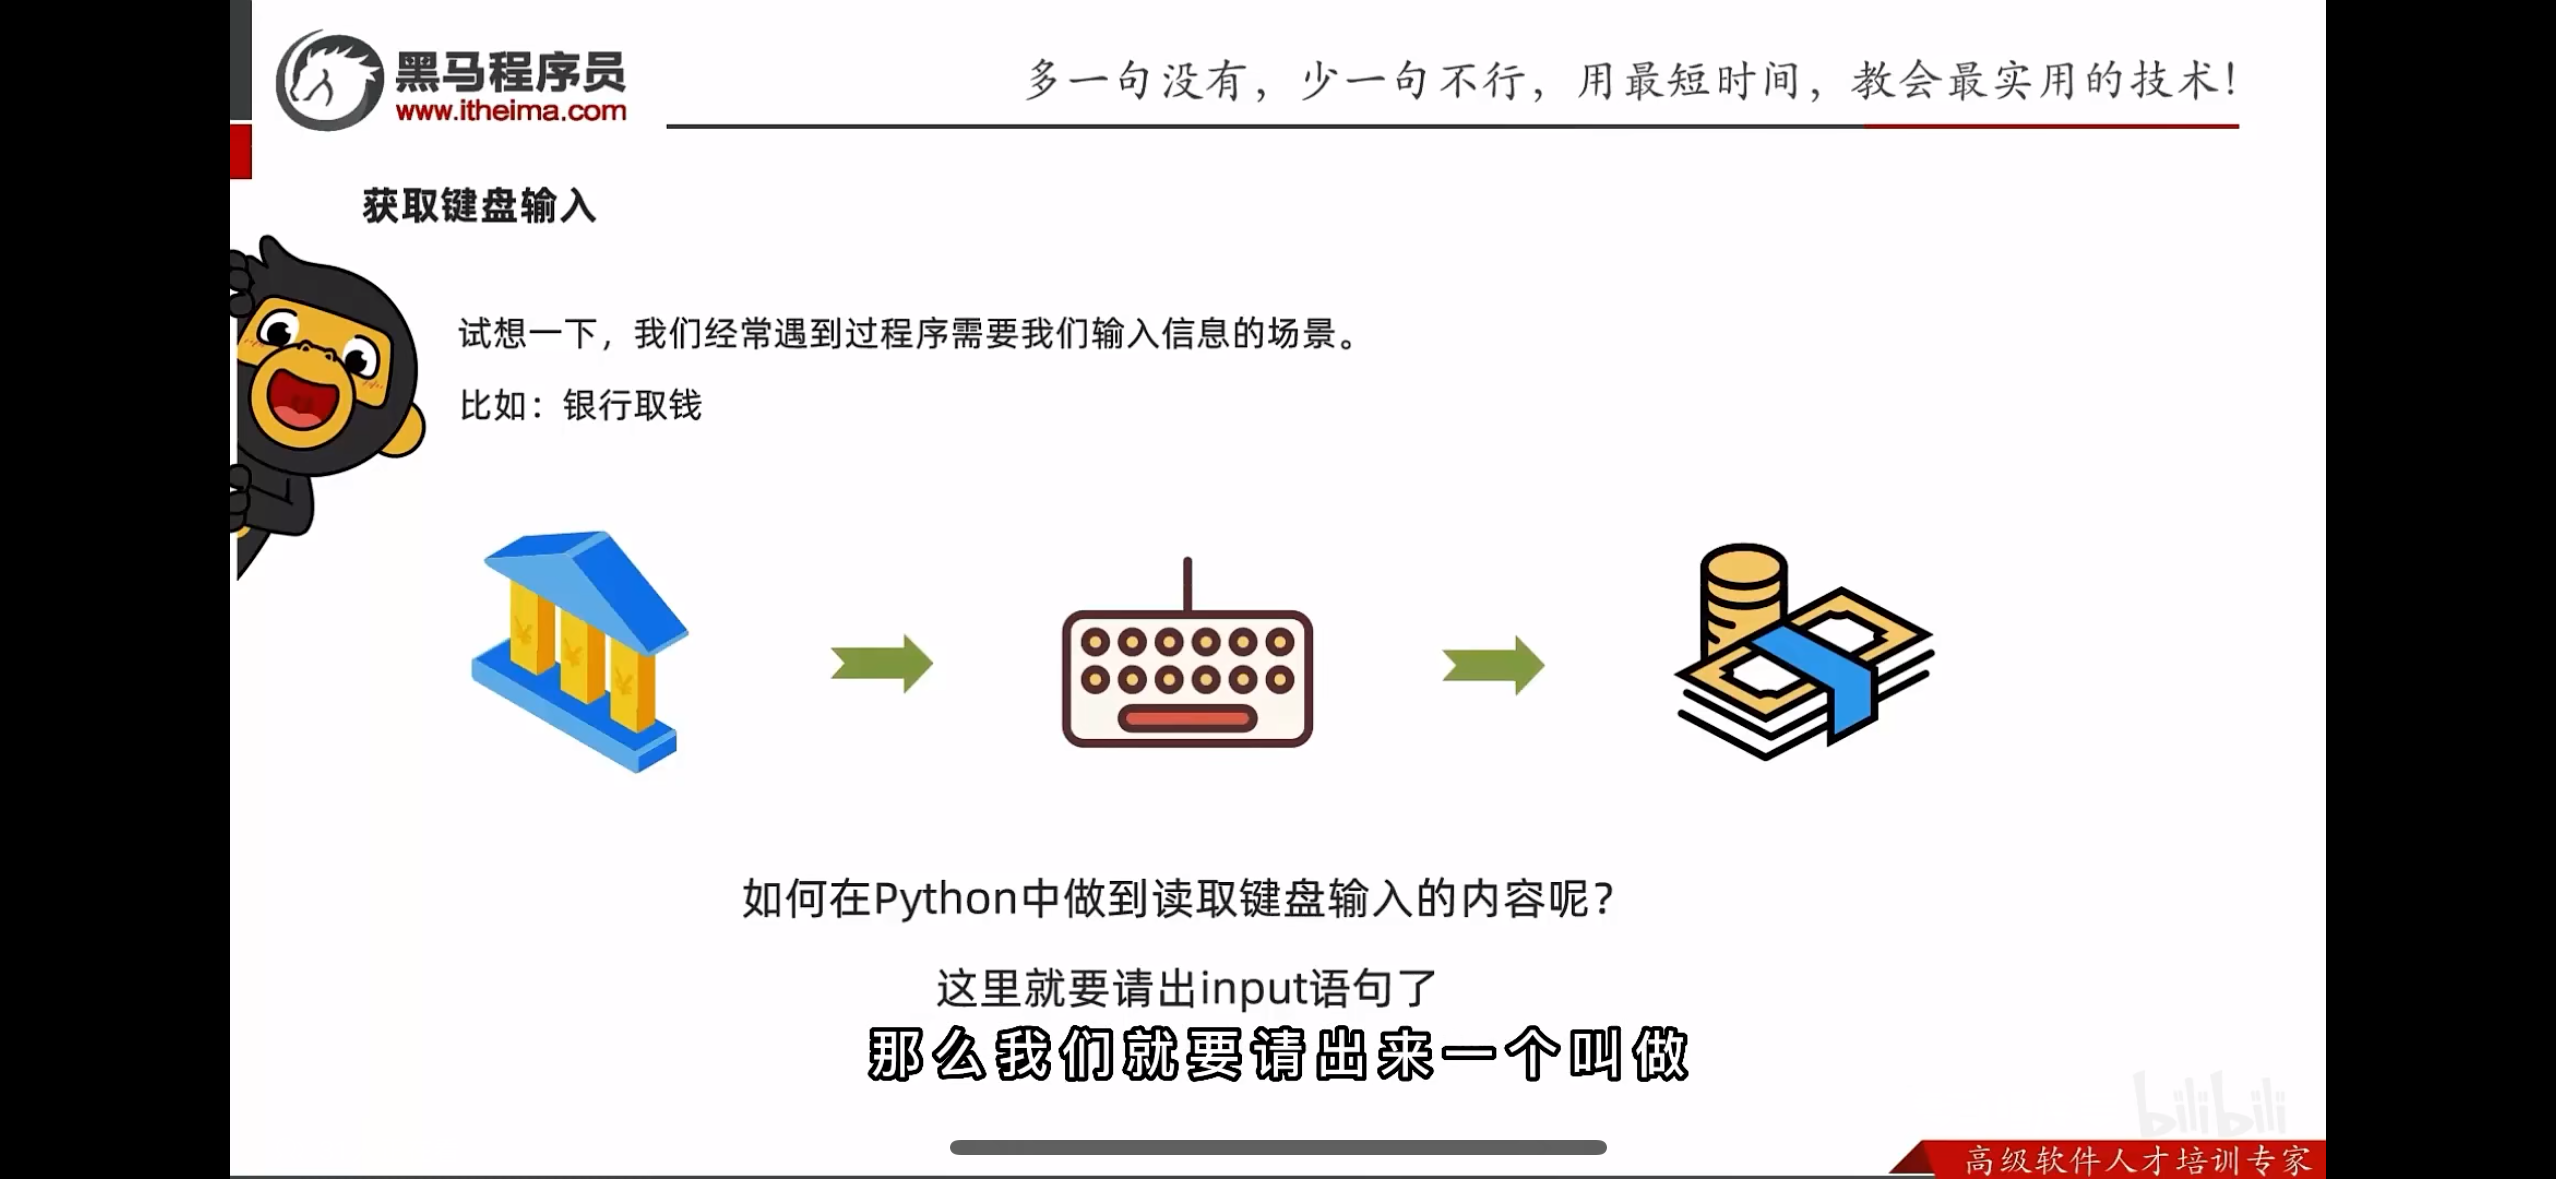 黑马程序员
www.itheima.com
多一句没有，少一句不行，用最短时间，教会最实用的技术！
获取键盘输入
试想一下，我们经常遇到过程序需要我们输入信息的场景。
比如：银行取钱
如何在Python中做到读取键盘输入的内容呢？
这里就要请出input语句了
那么我们就要请出来一个叫做
bilibili
高级软件人才培训专家